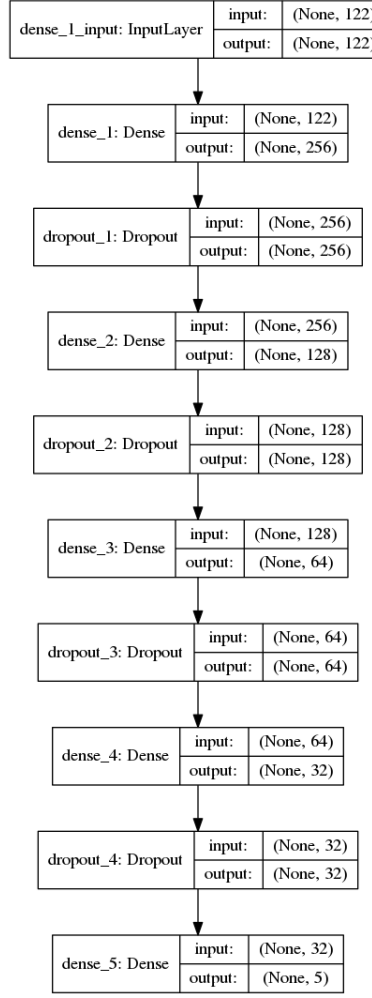 dense_1_input: InputLayer
input: (None, 122)
output: (None, 122)
dense_1: Dense
input: (None, 122)
output: (None, 256)
dropout_1: Dropout
input: (None, 256)
output: (None, 256)
dense_2: Dense
input: (None, 256)
output: (None, 128)
dropout_2: Dropout
input: (None, 128)
output: (None, 128)
dense_3: Dense
input: (None, 128)
output: (None, 64)
dropout_3: Dropout
input: (None, 64)
output: (None, 64)
dense_4: Dense
input: (None, 64)
output: (None, 32)
dropout_4: Dropout
input: (None, 32)
output: (None, 32)
dense_5: Dense
input: (None, 32)
output: (None, 5)